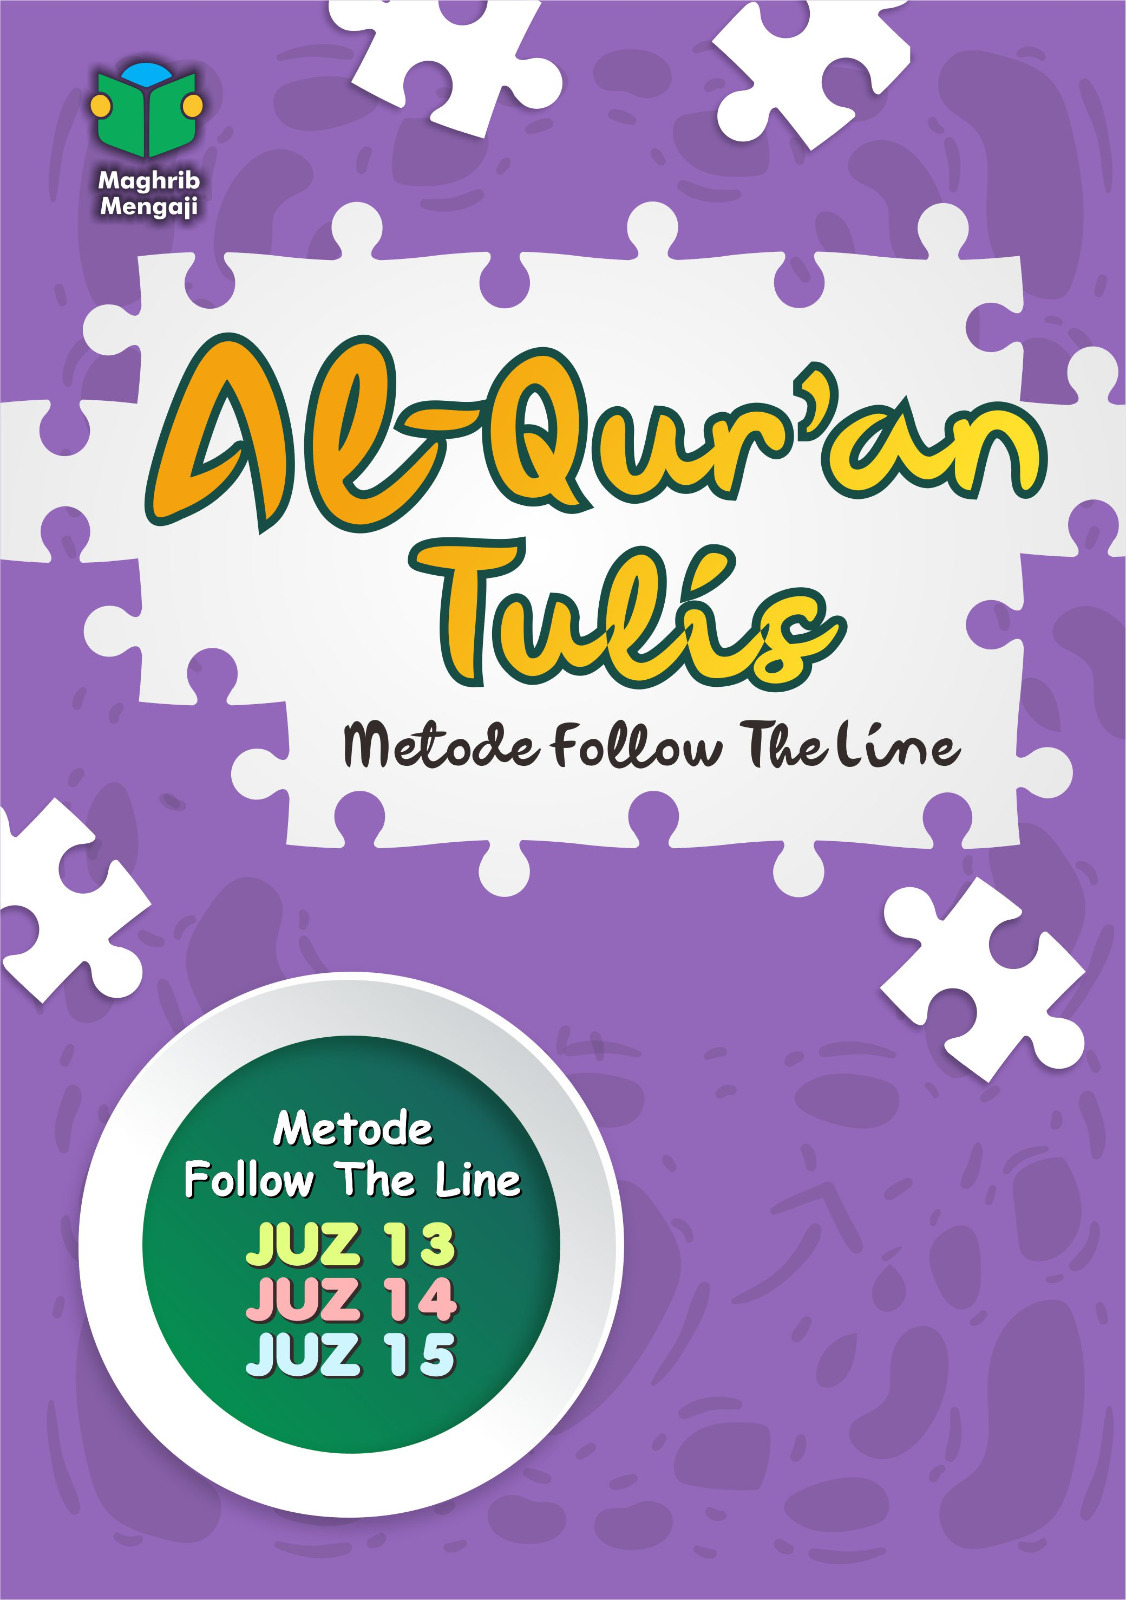 Maghrib
Mengaji
Al-Qur'an
Tulis
Metode Follow The Line
Metode
Follow The Line
JUZ 13
JUZ 14
JUZ 15